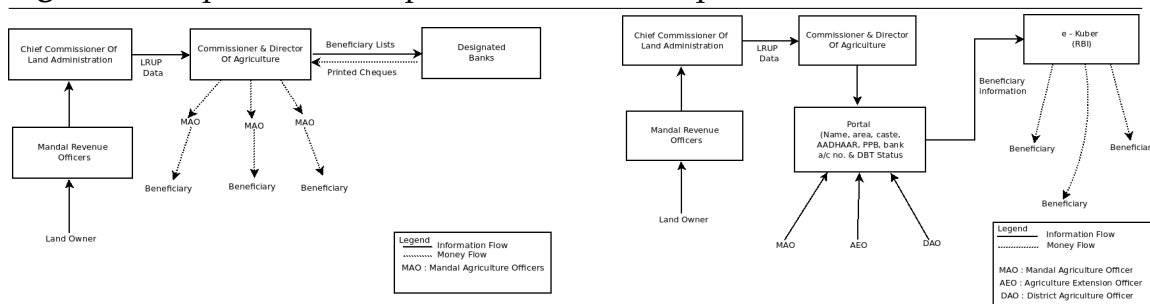 Chief Commissioner Of
Land Administration
LRUP
Data
Commissioner & Director
Of Agriculture
Beneficiary Lists
Printed Cheques
Designated
Banks
MAO
MAO
MAO
Mandal Revenue
Officers
Beneficiary
Beneficiary
Beneficiary
Land Owner
Legend
Information Flow
Money Flow
MAO : Mandal Agriculture Officers
Chief Commissioner Of
Land Administration
LRUP
Data
Commissioner & Director
Of Agriculture
e - Kuber
(RBI)
Beneficiary
information
Portal
(Name, area, caste,
AADHAAR, PPB, bank
a/c no. & DBT Status
Mandal Revenue
Officers
Beneficiary
Beneficiar
Beneficiary
Land Owner
MAO
AEO
DAO
Legend
Information Flow
Money Flow
MAO : Mandal Agriculture Officer
AEO : Agriculture Extension Officer
DAO : District Agriculture Officer